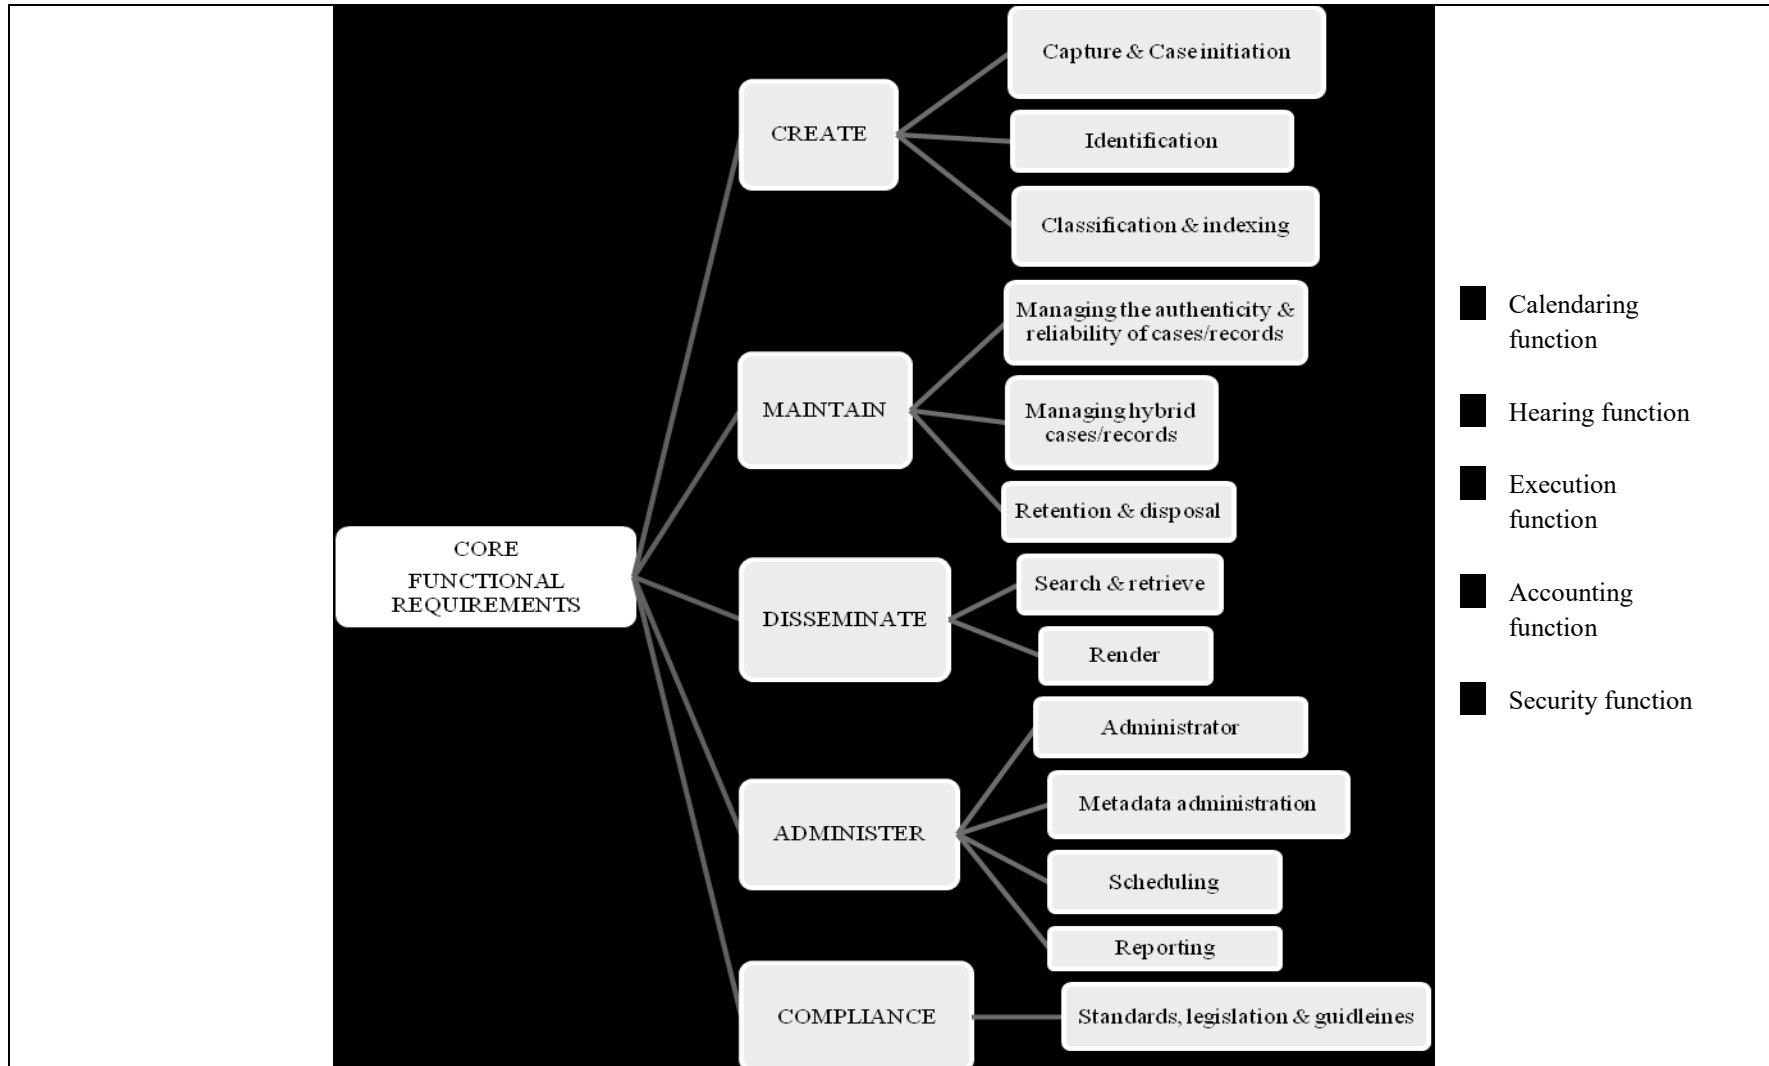 CORE
FUNCTIONAL
REQUIREMENTS
CREATE
Capture & Case initiation
Identification
Classification & indexing
MAINTAIN
Managing the authenticity &
reliability of cases/records
Managing hybrid
cases/records
Retention & disposal
DISSEMINATE
Search & retrieve
Render
ADMINISTER
Administrator
Metadata administration
Scheduling
Reporting
COMPLIANCE
Standards, legislation & guidleines
Calendaring
function
Hearing function
Execution
function
Accounting
function
Security function